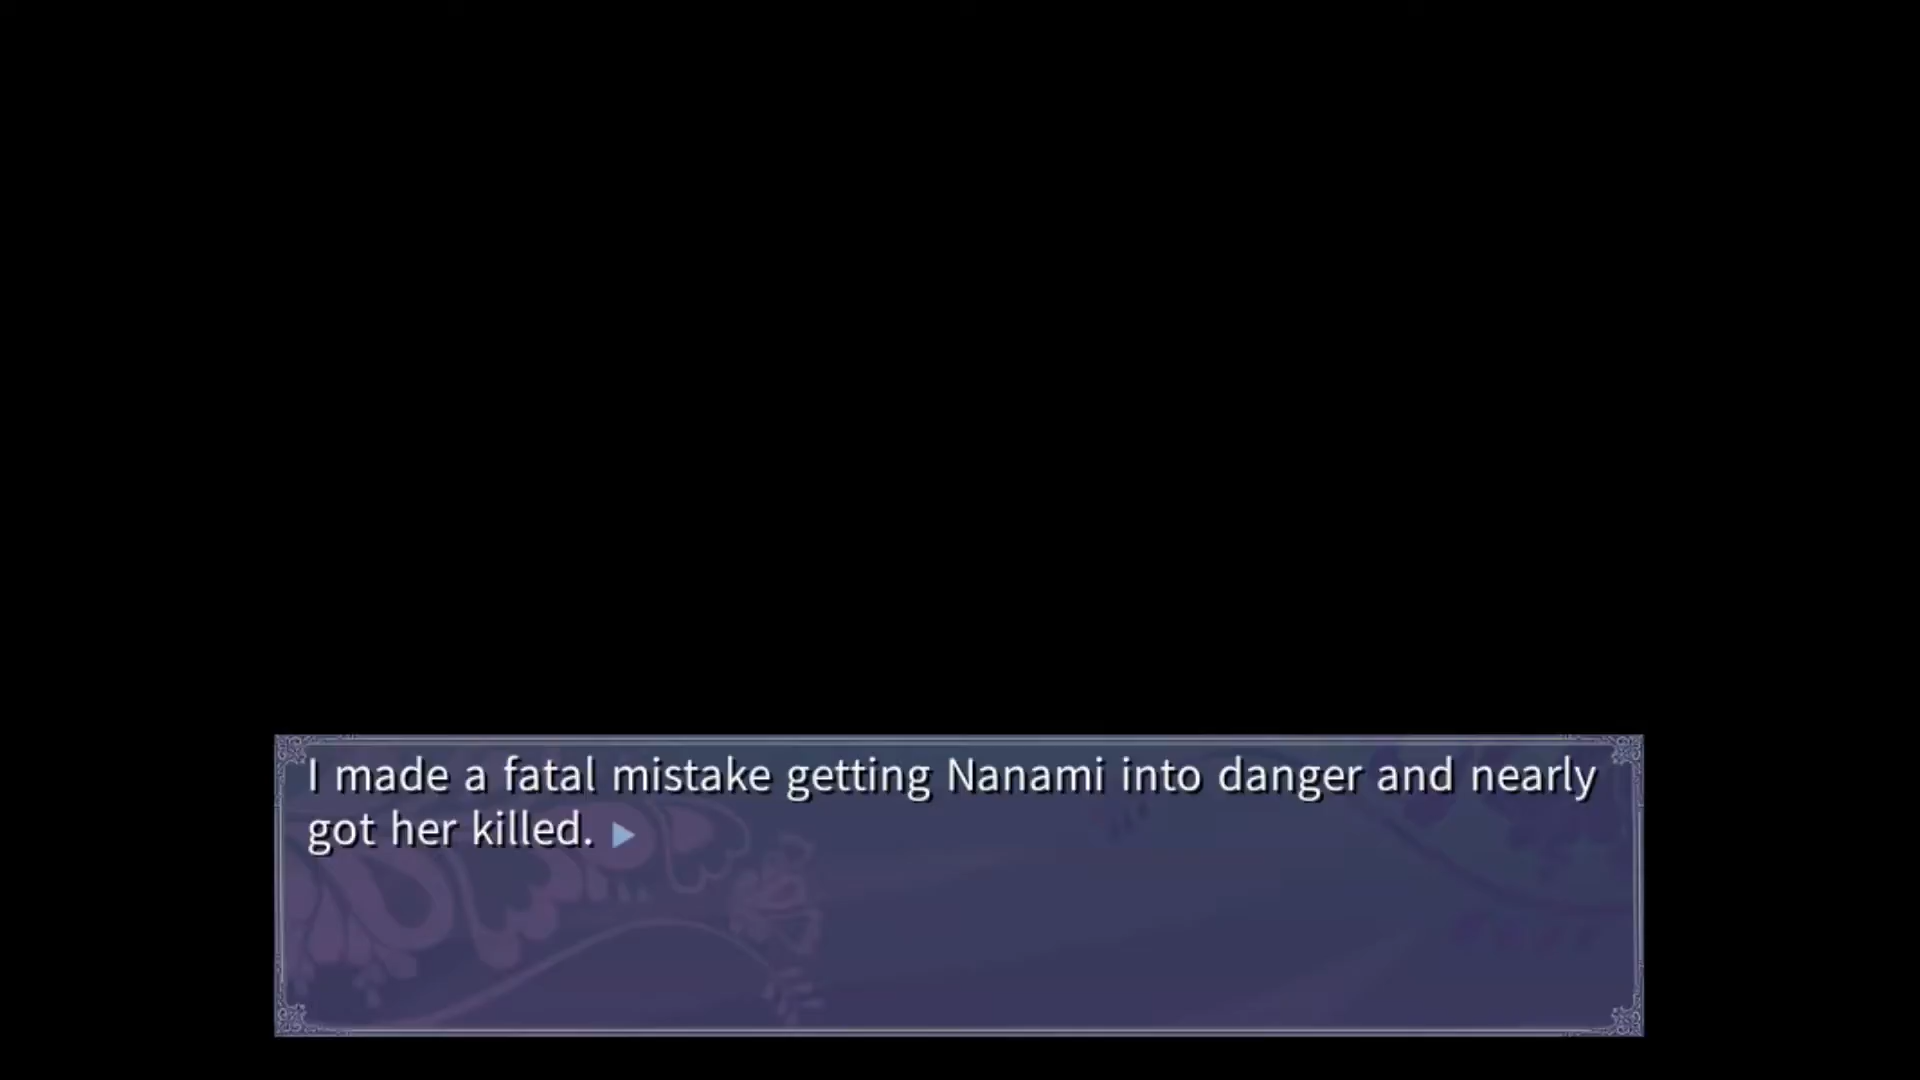 I made a fatal mistake getting Nanami into danger and nearly
got her killed.